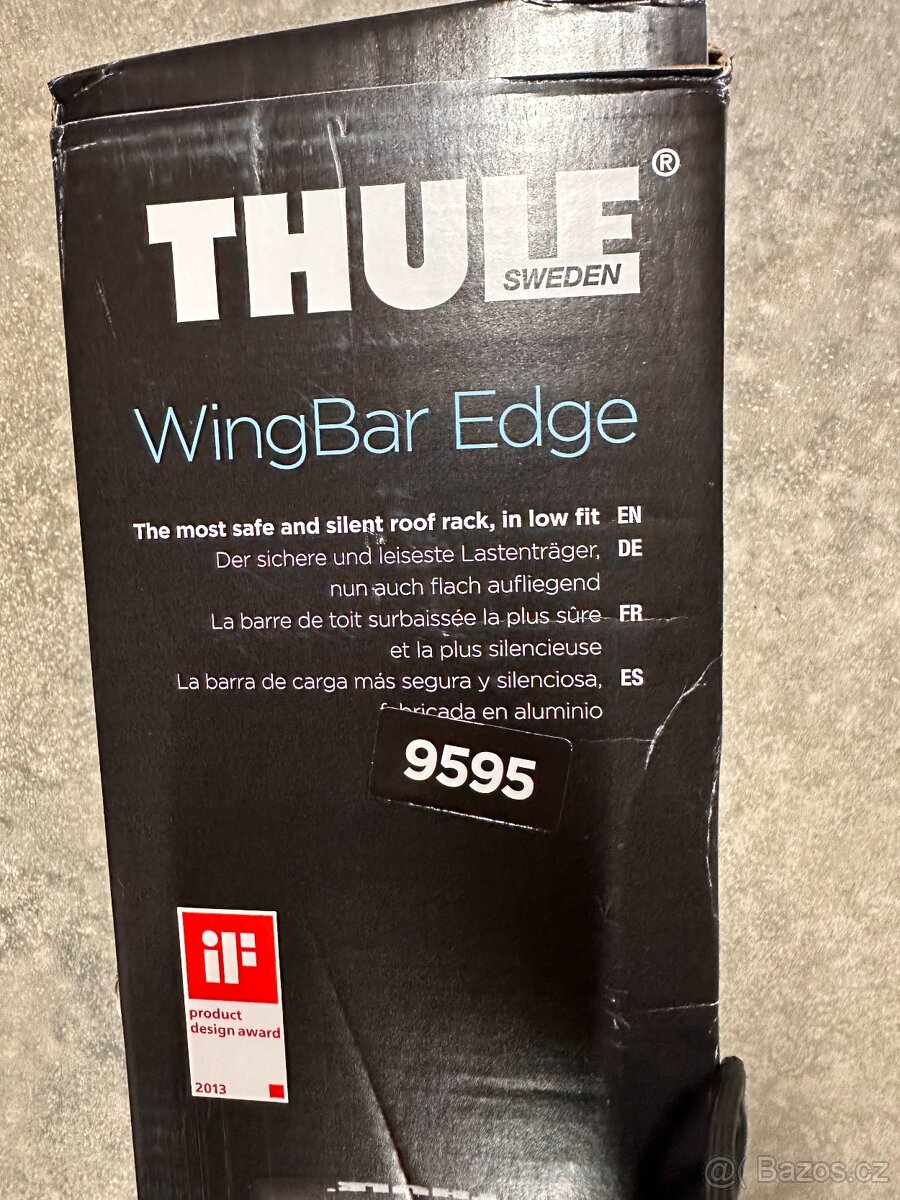 THULE®
SWEDEN
WingBar Edge
The most safe and silent roof rack, in low fit EN
Der sichere und leiseste Lastenträger, DE
nun auch flach aufliegend
La barre de toit surbaissée la plus sûre FR
et la plus silencieuse
La barra de carga más segura y silenciosa, ES
en aluminio
9595
iF
product
design award
2013
@ Bazos.cz